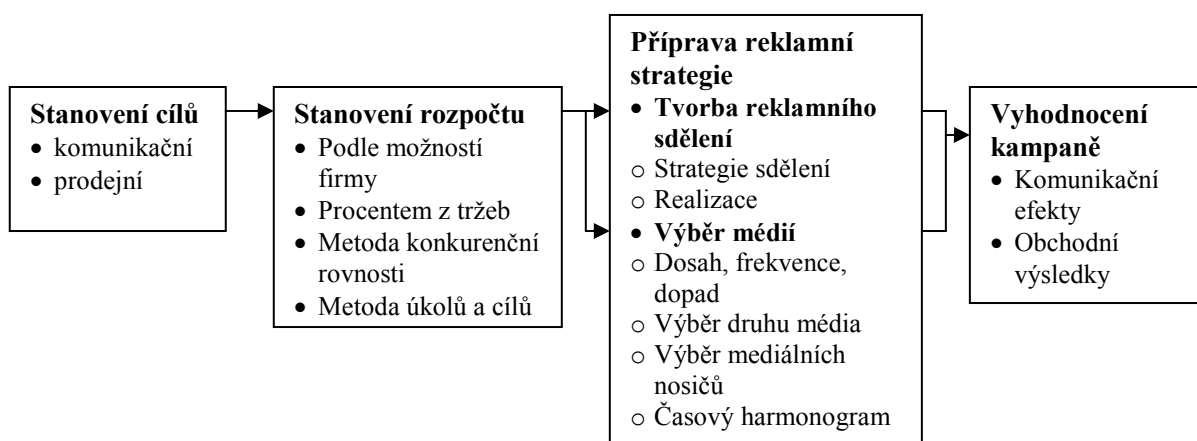 Stanovení cílů
• komunikační
• prodejní
Stanovení rozpočtu
• Podle možností
firmy
• Procentem z tržeb
• Metoda konkurenční
rovnosti
• Metoda úkolů a cílů
Příprava reklamní
strategie
• Tvorba reklamního
sdělení
o Strategie sdělení
o Realizace
• Výběr médií
o Dosah, frekvence,
dopad
o Výběr druhu média
o Výběr mediálních
nosičů
o Časový harmonogram
Vyhodnocení
kampaně
• Komunikační
efekty
• Obchodní
výsledky